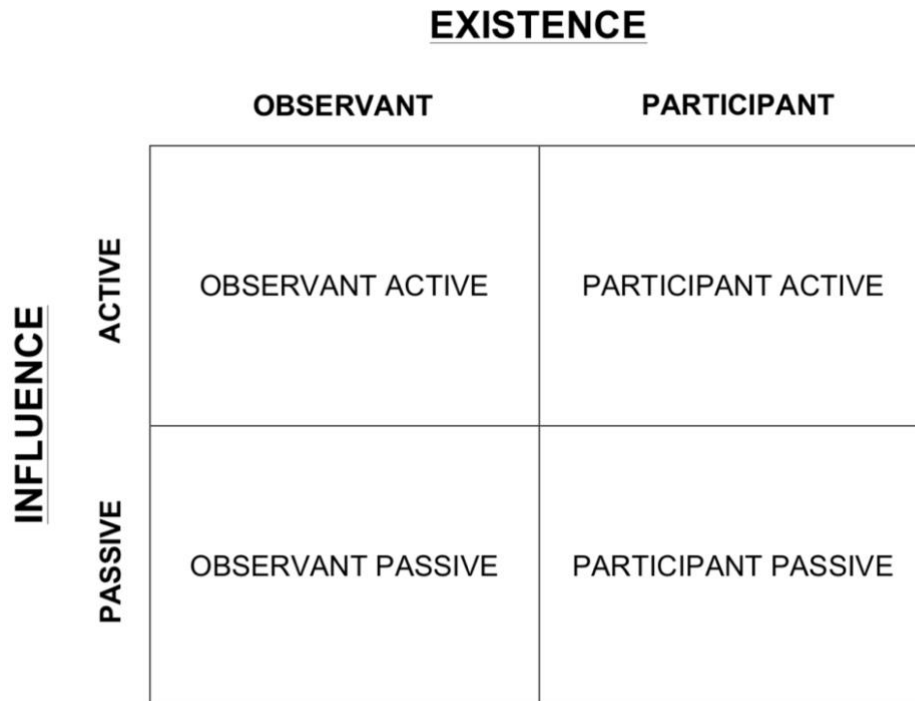 EXISTENCE
OBSERVANT
PARTICIPANT
INFLUENCE
ACTIVE
OBSERVANT ACTIVE
PARTICIPANT ACTIVE
PASSIVE
OBSERVANT PASSIVE
PARTICIPANT PASSIVE